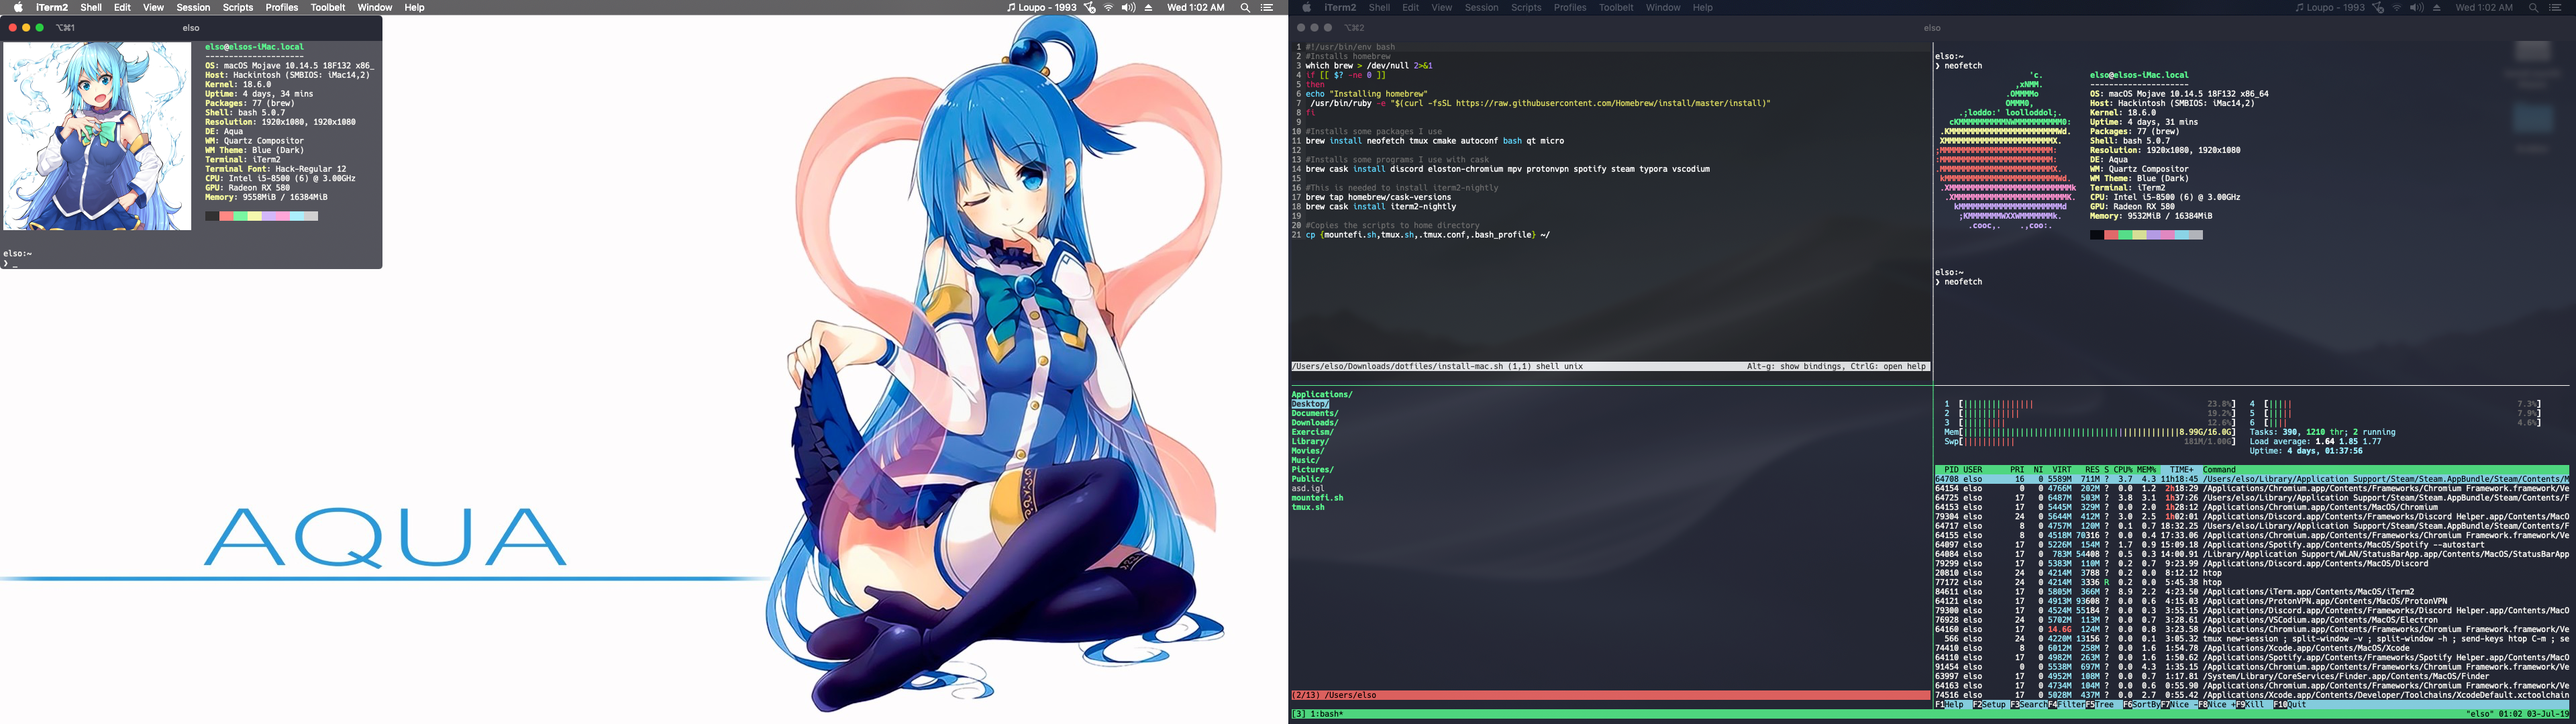 iTerm2 Shell Edit View Session Scripts Profiles Toolbelt Window Help
Loupo - 1993 Wed 1:02 AM
⌥⌘1 elso
elso@elsos-iMac.local
---------------------
OS: macOS Mojave 10.14.5 18F132 x86_
Host: Hackintosh (SMBIOS: iMac14,2)
Kernel: 18.6.0
Uptime: 4 days, 34 mins
Packages: 77 (brew)
Shell: bash 5.0.7
Resolution: 1920x1080, 1920x1080
DE: Aqua
WM: Quartz Compositor
WM Theme: Blue (Dark)
Terminal: iTerm2
Terminal Font: Hack-Regular 12
CPU: Intel i5-8500 (6) @ 3.00GHz
GPU: Radeon RX 580
Memory: 9558MiB / 16384MiB
elso:~
❯ _
AQUA
iTerm2 Shell Edit View Session Scripts Profiles Toolbelt Window Help
Loupo - 1993 Wed 1:02 AM
⌥⌘2 elso
1 #!/usr/bin/env bash
2 #Installs homebrew
3 which brew > /dev/null 2>&1
4 if [[ $? -ne 0 ]]
5 then
6 echo "Installing homebrew"
7 /usr/bin/ruby -e "$(curl -fsSL https://raw.githubusercontent.com/Homebrew/install/master/install)"
8 fi
9
10 #Installs some packages I use
11 brew install neofetch tmux cmake autoconf bash qt micro
12
13 #Installs some programs I use with cask
14 brew cask install discord eloston-chromium mpv protonvpn spotify steam typora vscodium
15
16 #This is needed to install iterm2-nightly
17 brew tap homebrew/cask-versions
18 brew cask install iterm2-nightly
19
20 #Copies the scripts to home directory
21 cp {mountefi.sh,tmux.sh,.tmux.conf,.bash_profile} ~/
/Users/elso/Downloads/dotfiles/install-mac.sh (1,1) shell unix Alt-g: show bindings, CtrlG: open help
elso:~
❯ neofetch
'c.
,xNMM.
.OMMMMo
OMMM0,
.;loddo:' loolloddol;.
cKMMMMMMMMMMNWMMMMMMMMMM0:
.KMMMMMMMMMMMMMMMMMMMMMMMWd.
XMMMMMMMMMMMMMMMMMMMMMMMX.
;MMMMMMMMMMMMMMMMMMMMMMMM:
:MMMMMMMMMMMMMMMMMMMMMMMM:
.MMMMMMMMMMMMMMMMMMMMMMMMX.
kMMMMMMMMMMMMMMMMMMMMMMMMWd.
.XMMMMMMMMMMMMMMMMMMMMMMMMMMk
.XMMMMMMMMMMMMMMMMMMMMMMMMK.
kMMMMMMMMMMMMMMMMMMMMMMd
;KMMMMMMMWXXWMMMMMMMk.
.cooc,. .,coo:.
elso@elsos-iMac.local
---------------------
OS: macOS Mojave 10.14.5 18F132 x86_64
Host: Hackintosh (SMBIOS: iMac14,2)
Kernel: 18.6.0
Uptime: 4 days, 31 mins
Packages: 77 (brew)
Shell: bash 5.0.7
Resolution: 1920x1080, 1920x1080
DE: Aqua
WM: Quartz Compositor
WM Theme: Blue (Dark)
Terminal: iTerm2
CPU: Intel i5-8500 (6) @ 3.00GHz
GPU: Radeon RX 580
Memory: 9532MiB / 16384MiB
elso:~
❯ neofetch
Applications/
Desktop/
Documents/
Downloads/
Exercism/
Library/
Movies/
Music/
Pictures/
Public/
asd.igl
mountefi.sh
tmux.sh
(2/13) /Users/elso
1 [ 23.8%] 4 [ 7.3%]
2 [ 19.2%] 5 [ 7.9%]
3 [ 12.6%] 6 [ 4.6%]
Mem[ 8.99G/16.0G] Tasks: 390, 1210 thr; 2 running
Swp[ 181M/1.00G] Load average: 1.64 1.85 1.77
Uptime: 4 days, 01:37:56
PID USER PRI NI VIRT RES S CPU% MEM% TIME+ Command
64708 elso 16 0 5589M 711M ? 3.7 4.3 11h18:45 /Users/elso/Library/Application Support/Steam/Steam.AppBundle/Steam/Contents/M
64154 elso 0 0 4766M 202M ? 0.0 1.2 2h18:29 /Applications/Chromium.app/Contents/Frameworks/Chromium Framework.framework/Ve
64725 elso 17 0 6487M 503M ? 3.8 3.1 1h37:26 /Users/elso/Library/Application Support/Steam/Steam.AppBundle/Steam/Contents/F
64153 elso 17 0 5445M 329M ? 0.0 2.0 1h28:12 /Applications/Chromium.app/Contents/MacOS/Chromium
79304 elso 24 0 5644M 412M ? 3.0 2.5 1h02:01 /Applications/Discord.app/Contents/Frameworks/Discord Helper.app/Contents/MacO
64717 elso 8 0 4757M 120M ? 0.1 0.7 18:32.25 /Users/elso/Library/Application Support/Steam/Steam.AppBundle/Steam/Contents/F
64155 elso 8 0 4518M 70316 ? 0.0 0.4 17:33.06 /Applications/Chromium.app/Contents/Frameworks/Chromium Framework.framework/Ve
64097 elso 17 0 5226M 154M ? 1.7 0.9 15:09.18 /Applications/Spotify.app/Contents/MacOS/Spotify --autostart
64084 elso 17 0 783M 54408 ? 0.5 0.3 14:00.91 /Library/Application Support/WLAN/StatusBarApp.app/Contents/MacOS/StatusBarApp
79299 elso 17 0 5383M 110M ? 0.2 0.7 9:23.99 /Applications/Discord.app/Contents/MacOS/Discord
20810 elso 24 0 4214M 3788 ? 0.2 0.0 8:12.12 htop
77172 elso 24 0 4214M 3336 R 0.2 0.0 5:45.38 htop
84611 elso 17 0 5805M 366M ? 8.9 2.2 4:23.50 /Applications/iTerm.app/Contents/MacOS/iTerm2
64121 elso 17 0 4913M 93608 ? 0.0 0.6 4:15.03 /Applications/ProtonVPN.app/Contents/MacOS/ProtonVPN
79300 elso 17 0 4524M 55184 ? 0.0 0.3 3:55.15 /Applications/Discord.app/Contents/Frameworks/Discord Helper.app/Contents/MacO
76928 elso 24 0 5702M 113M ? 0.0 0.7 3:28.61 /Applications/VSCodium.app/Contents/MacOS/Electron
64160 elso 17 0 14.6G 124M ? 0.0 0.8 3:23.58 /Applications/Chromium.app/Contents/Frameworks/Chromium Framework.framework/Ve
566 elso 24 0 4220M 13156 ? 0.0 0.1 3:05.32 tmux new-session ; split-window -v ; split-window -h ; send-keys htop C-m ; se
74410 elso 8 0 6012M 258M ? 0.0 1.6 1:54.78 /Applications/Xcode.app/Contents/MacOS/Xcode
64110 elso 17 0 4982M 263M ? 0.0 1.6 1:50.62 /Applications/Spotify.app/Contents/Frameworks/Spotify Helper.app/Contents/MacO
91454 elso 0 0 5538M 697M ? 0.0 4.3 1:35.15 /Applications/Chromium.app/Contents/Frameworks/Chromium Framework.framework/Ve
63997 elso 17 0 4952M 108M ? 0.0 0.7 1:17.81 /System/Library/CoreServices/Finder.app/Contents/MacOS/Finder
64163 elso 17 0 4734M 104M ? 0.0 0.6 0:55.90 /Applications/Chromium.app/Contents/Frameworks/Chromium Framework.framework/Ve
74516 elso 17 0 5028M 437M ? 0.0 2.7 0:55.42 /Applications/Xcode.app/Contents/Developer/Toolchains/XcodeDefault.xctoolchain
F1Help F2Setup F3SearchF4FilterF5Tree F6SortByF7Nice -F8Nice +F9Kill F10Quit
[3] 1:bash* "elso" 01:02 03-Jul-19